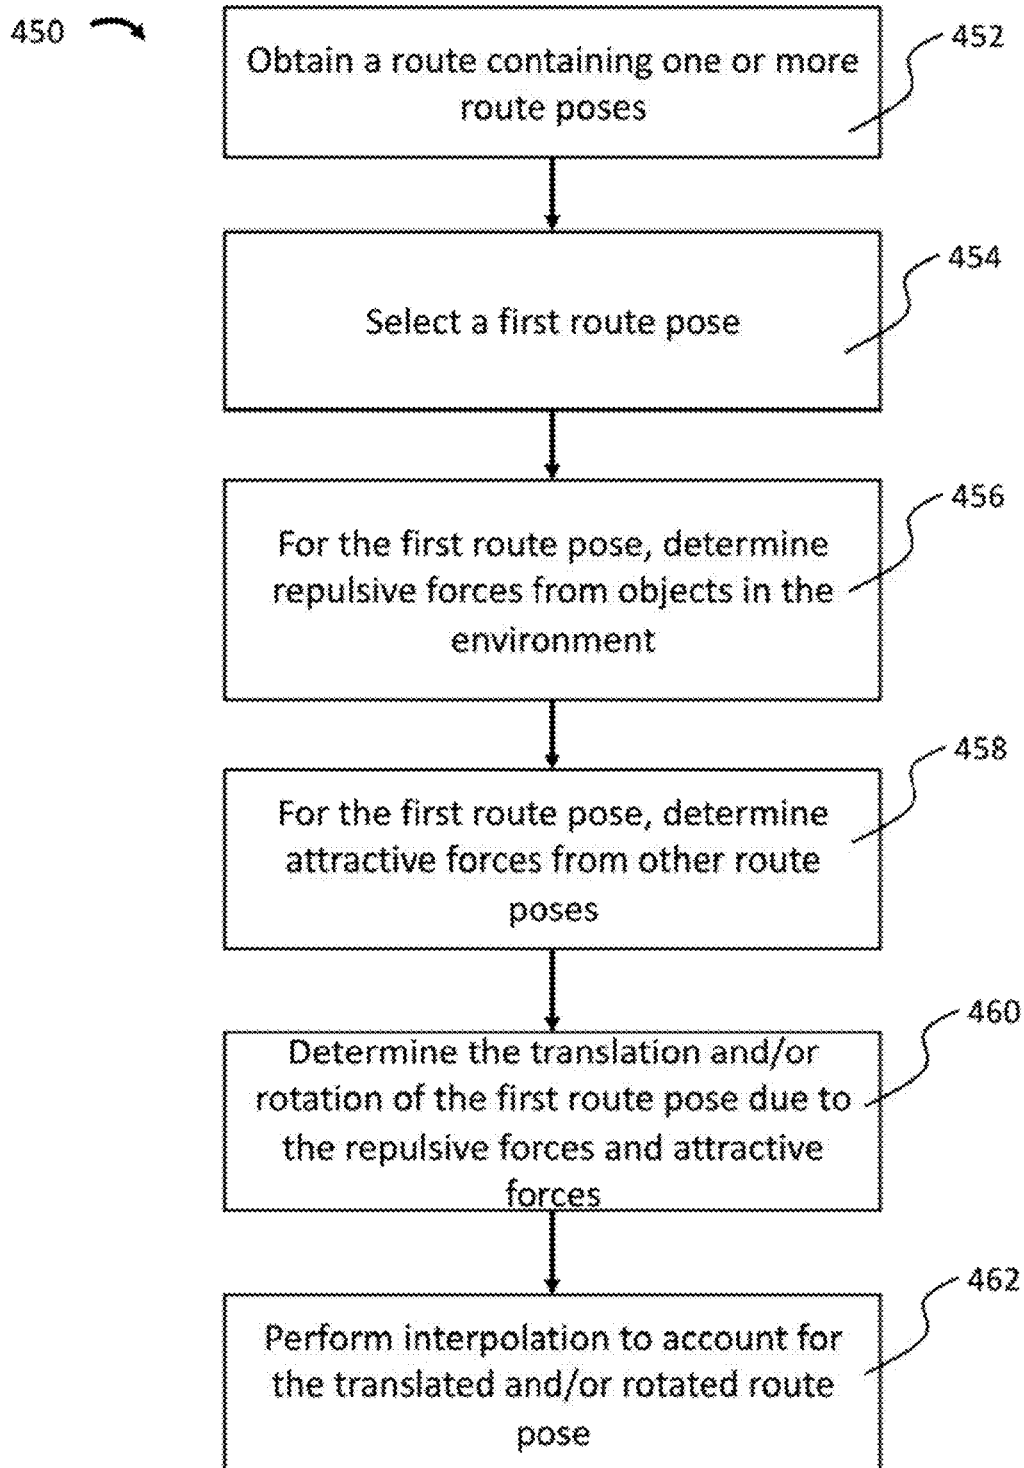 450
452
Obtain a route containing one or more
route poses
454
Select a first route pose
456
For the first route pose, determine
repulsive forces from objects in the
environment
458
For the first route pose, determine
attractive forces from other route
poses
460
Determine the translation and/or
rotation of the first route pose due to
the repulsive forces and attractive
forces
462
Perform interpolation to account for
the translated and/or rotated route
pose